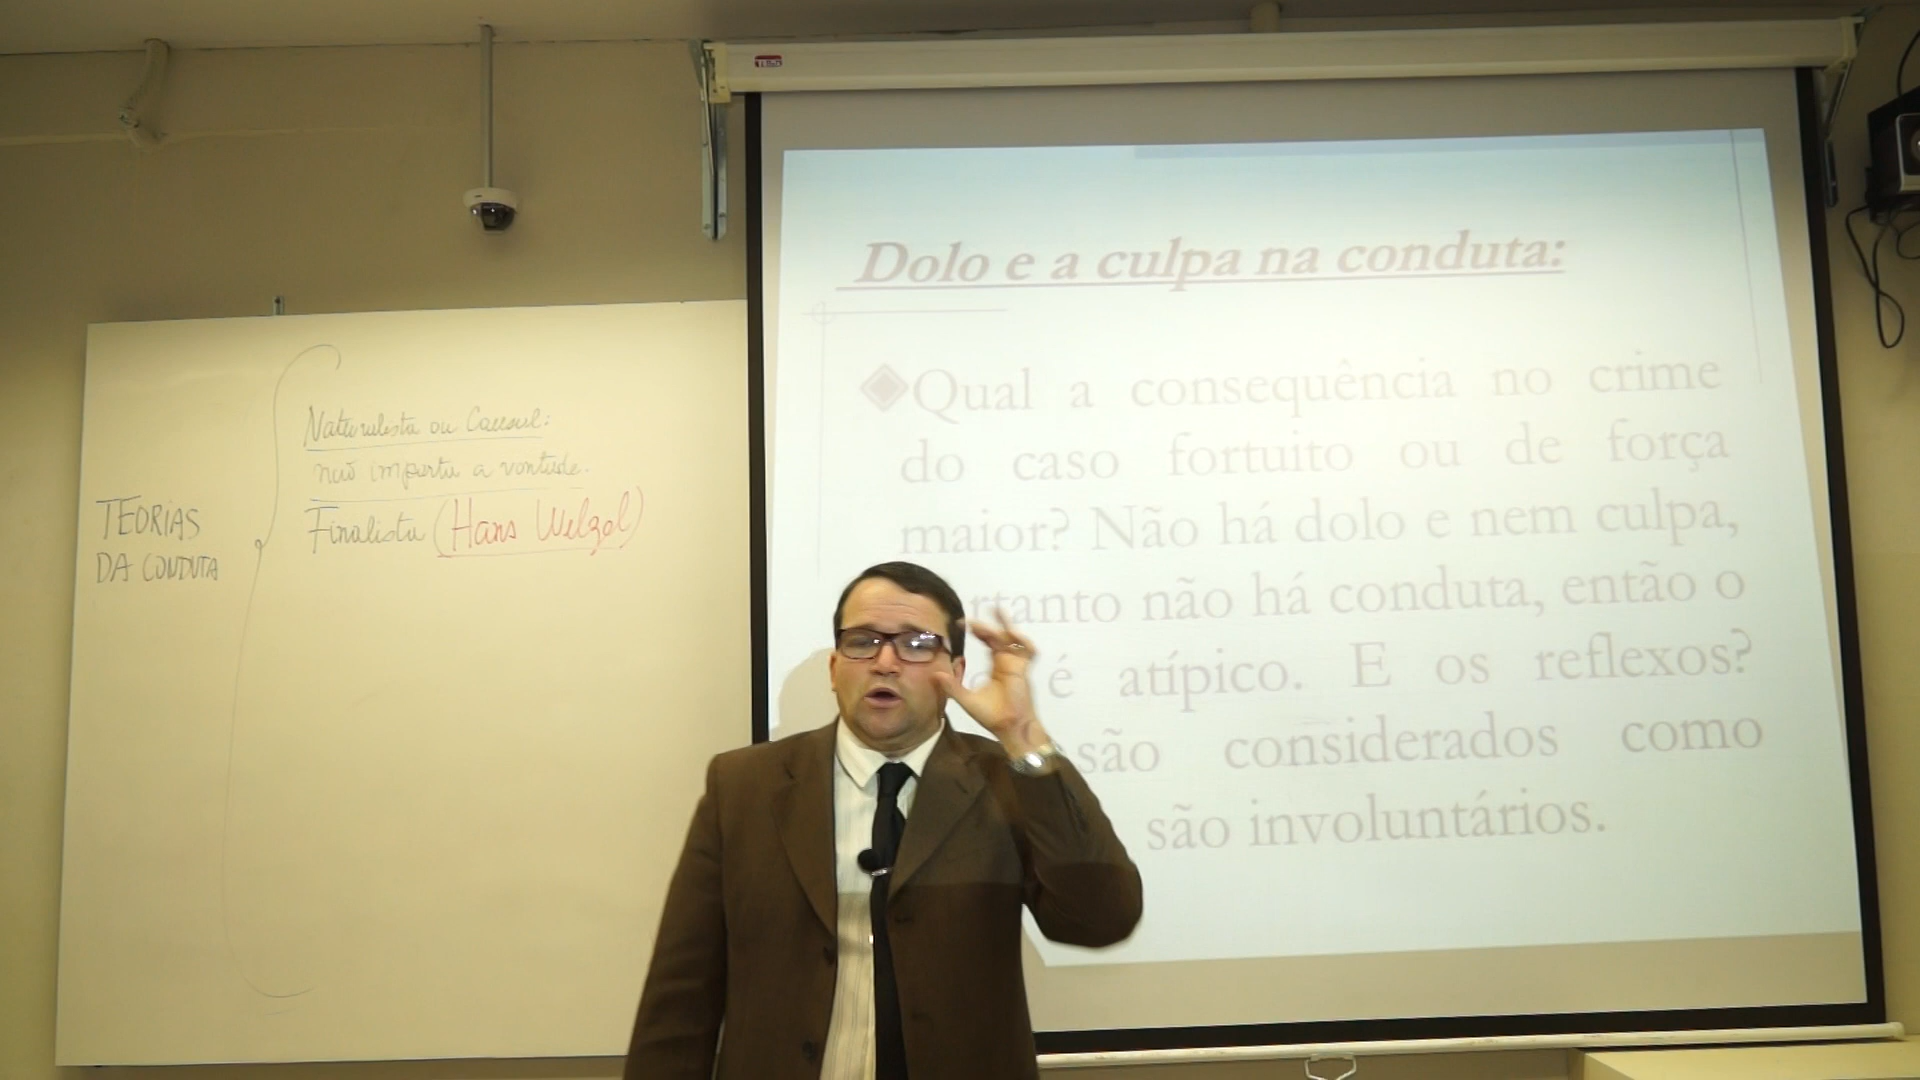 TEORIAS
DA CONDUTA
Naturalista ou Causal:
não importa a vontade.
Finalista (Hans Welzel)
Dolo e a culpa na conduta:
Qual a consequência no crime
do caso fortuito ou de força
maior? Não há dolo e nem culpa,
não há conduta, então o
é atípico. E os reflexos?
são considerados como
são involuntários.